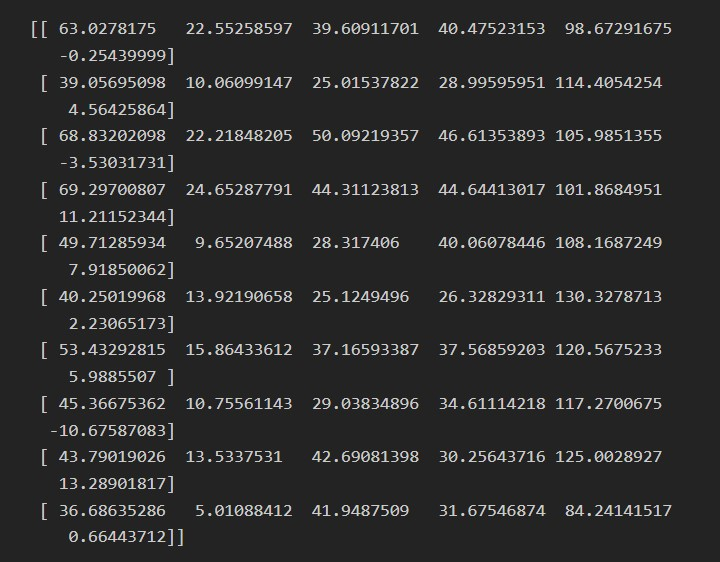 [[ 63.0278175   22.55258597  39.60911701  40.47523153  98.67291675
   -0.25439999]
 [ 39.05695098  10.06099147  25.01537822  28.99595951 114.4054254
    4.56425864]
 [ 68.83202098  22.21848205  50.09219357  46.61353893 105.9851355
   -3.53031731]
 [ 69.29700807  24.65287791  44.31123813  44.64413017 101.8684951
   11.21152344]
 [ 49.71285934   9.65207488  28.317406    40.06078446 108.1687249
    7.91850062]
 [ 40.25019968  13.92190658  25.1249496   26.32829311 130.3278713
    2.23065173]
 [ 53.43292815  15.86433612  37.16593387  37.56859203 120.5675233
    5.9885507 ]
 [ 45.36675362  10.75561143  29.03834896  34.61114218 117.2700675
  -10.67587083]
 [ 43.79019026  13.5337531   42.69081398  30.25643716 125.0028927
   13.28901817]
 [ 36.68635286   5.01088412  41.9487509   31.67546874  84.24141517
    0.66443712]]